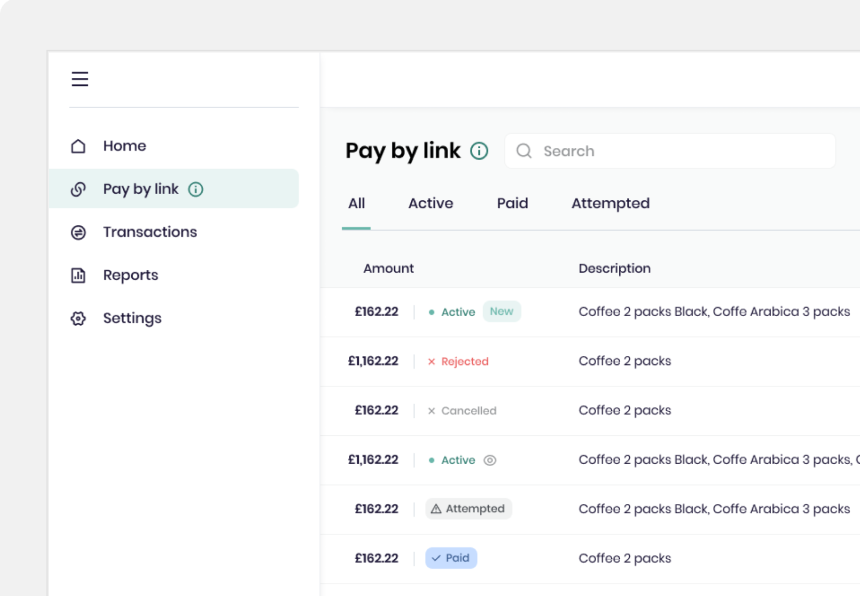 Home
Pay by link
Transactions
Reports
Settings
Pay by link Search
All Active Paid Attempted
Amount Description
£162.22 Active New Coffee 2 packs Black, Coffe Arabica 3 packs
£1,162.22 Rejected Coffee 2 packs
£162.22 Cancelled Coffee 2 packs
£1,162.22 Active Coffee 2 packs Black, Coffe Arabica 3 packs,
£162.22 Attempted Coffee 2 packs Black, Coffe Arabica 3 packs
£162.22 Paid Coffee 2 packs